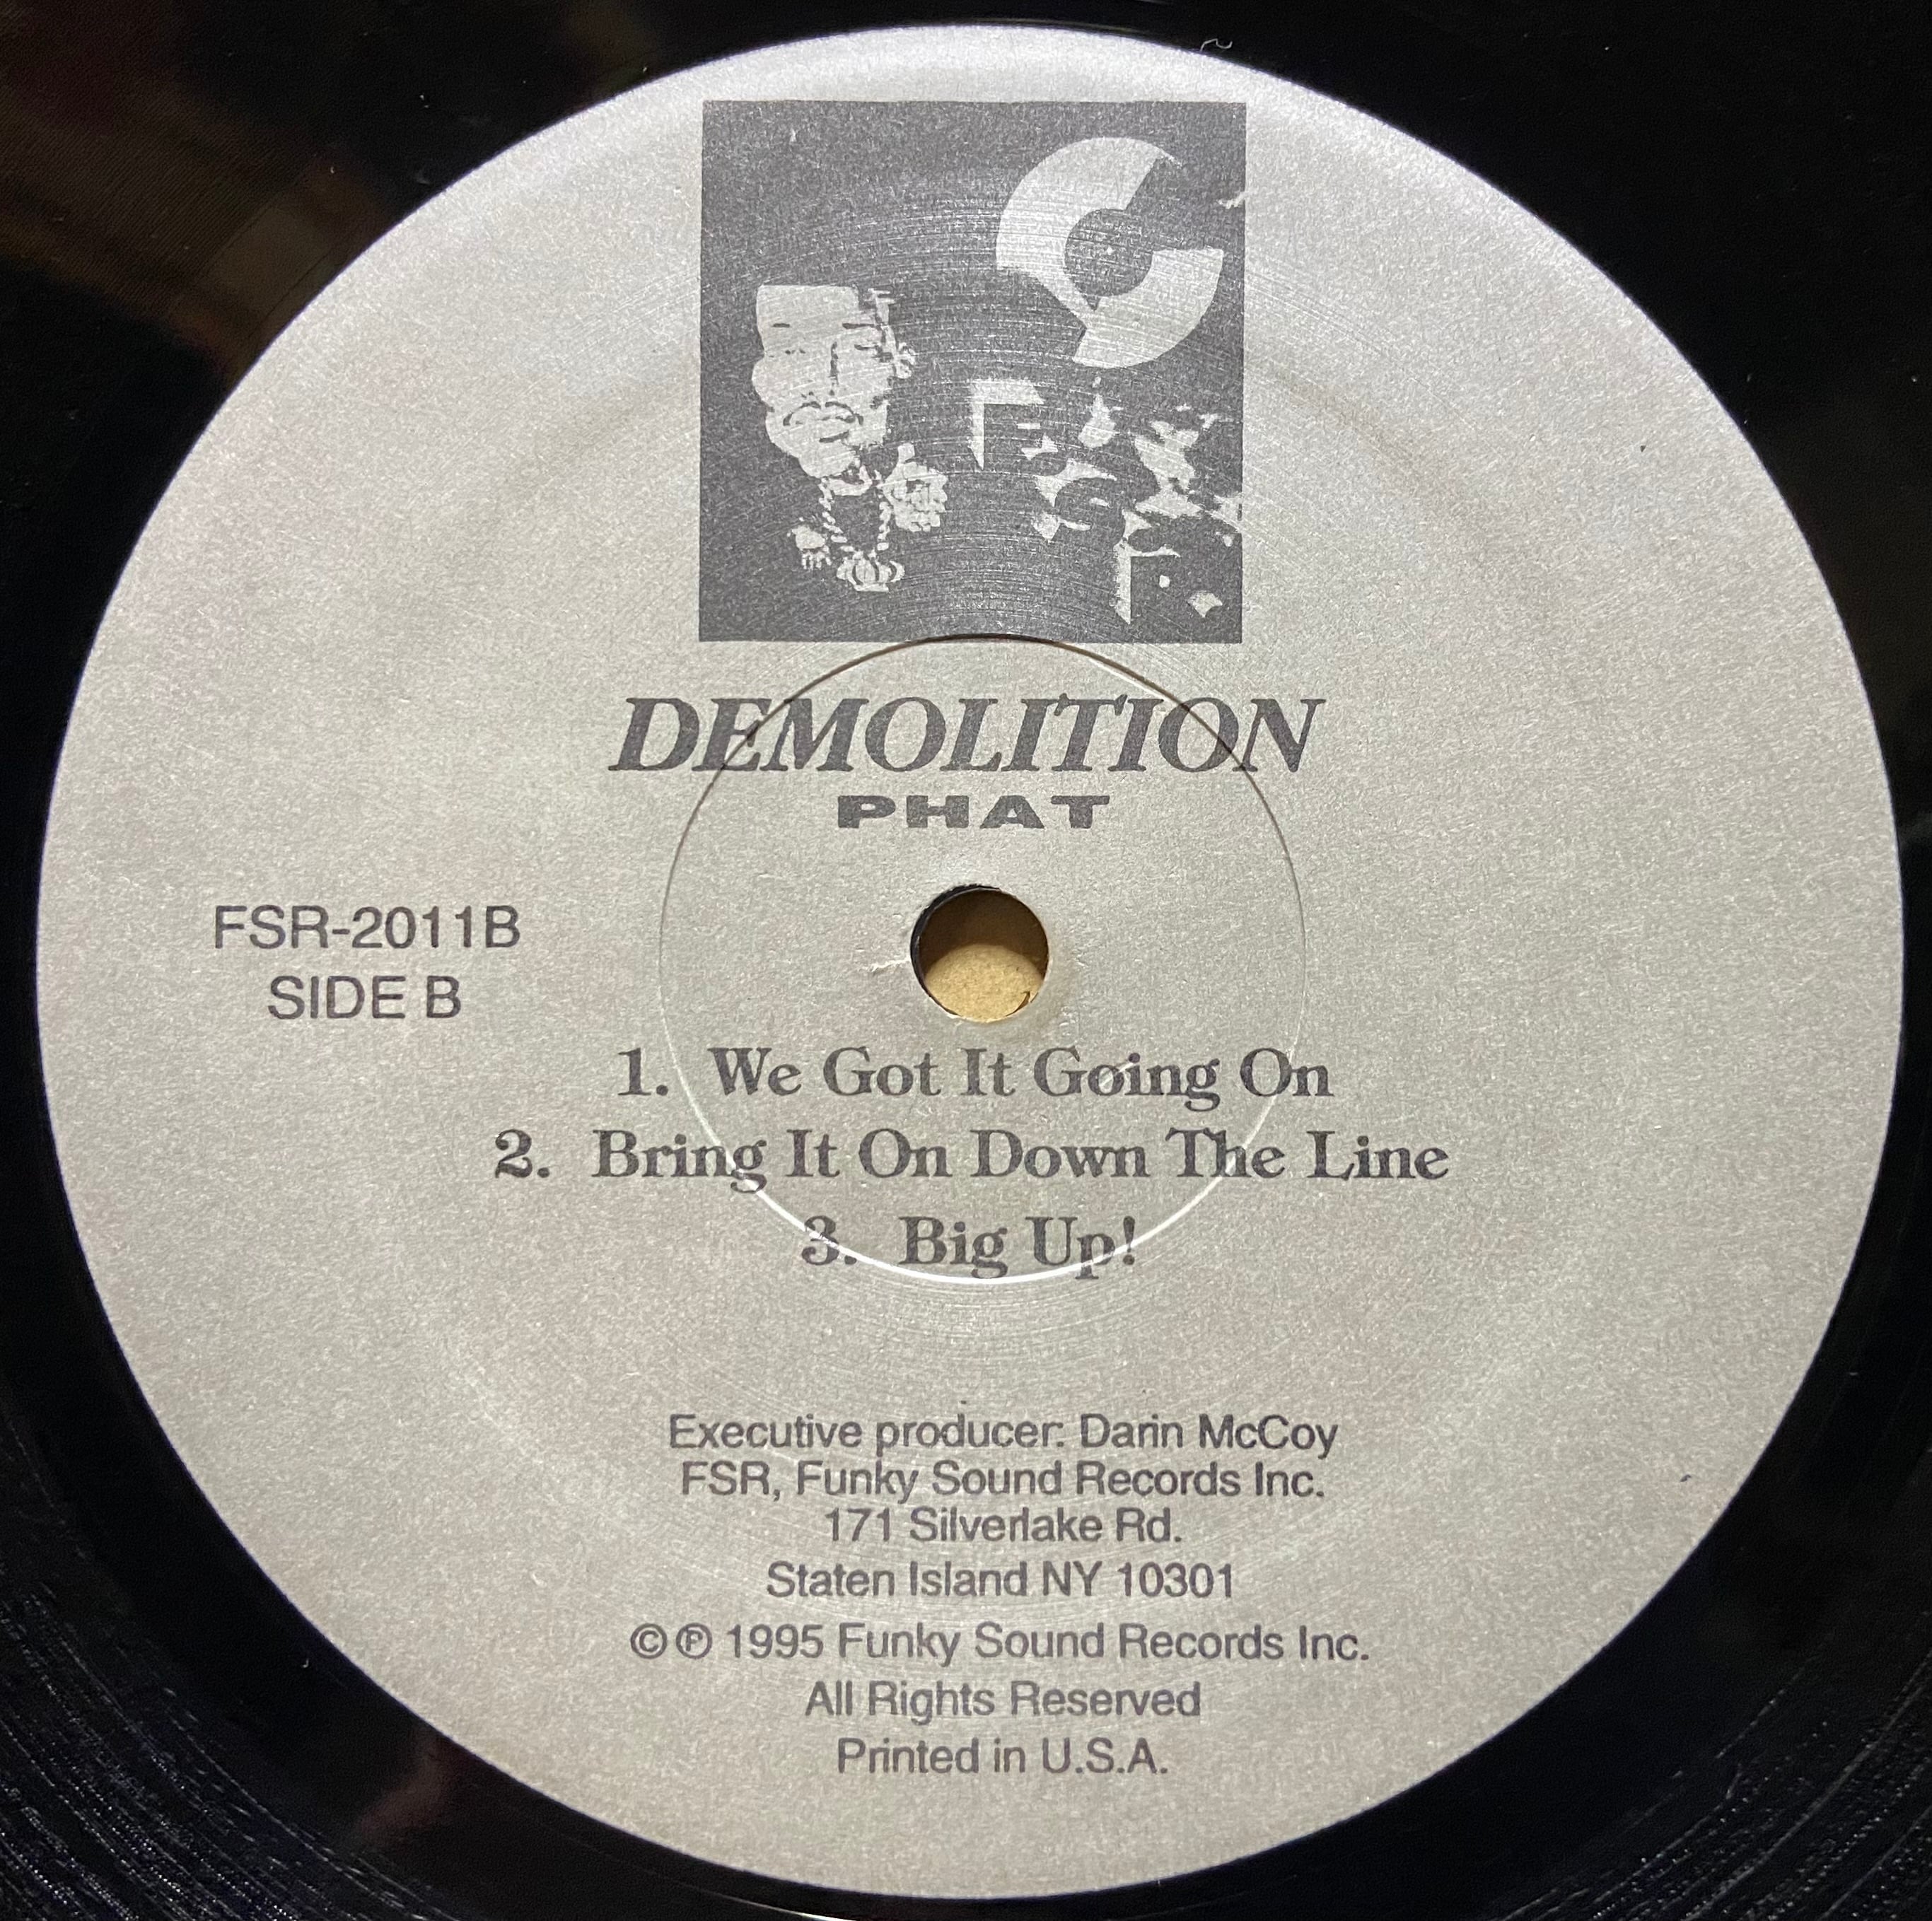 FSR
DEMOLITION
PHAT
FSR-2011B
SIDE B
1. We Got It Going On
2. Bring It On Down The Line
3. Big Up!
Executive producer: Darin McCoy
FSR, Funky Sound Records Inc.
171 Silverlake Rd.
Staten Island NY 10301
©℗ 1995 Funky Sound Records Inc.
All Rights Reserved
Printed in U.S.A.